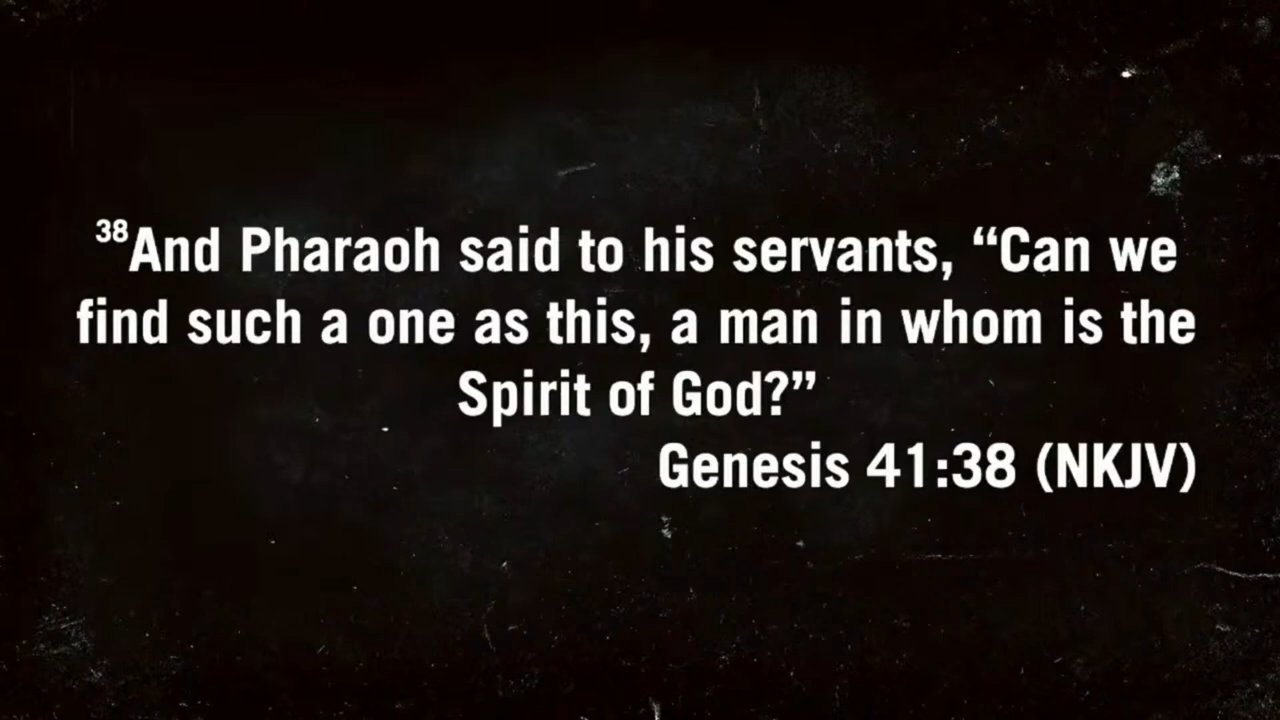 ³⁸And Pharaoh said to his servants, “Can we
find such a one as this, a man in whom is the
Spirit of God?”
Genesis 41:38 (NKJV)